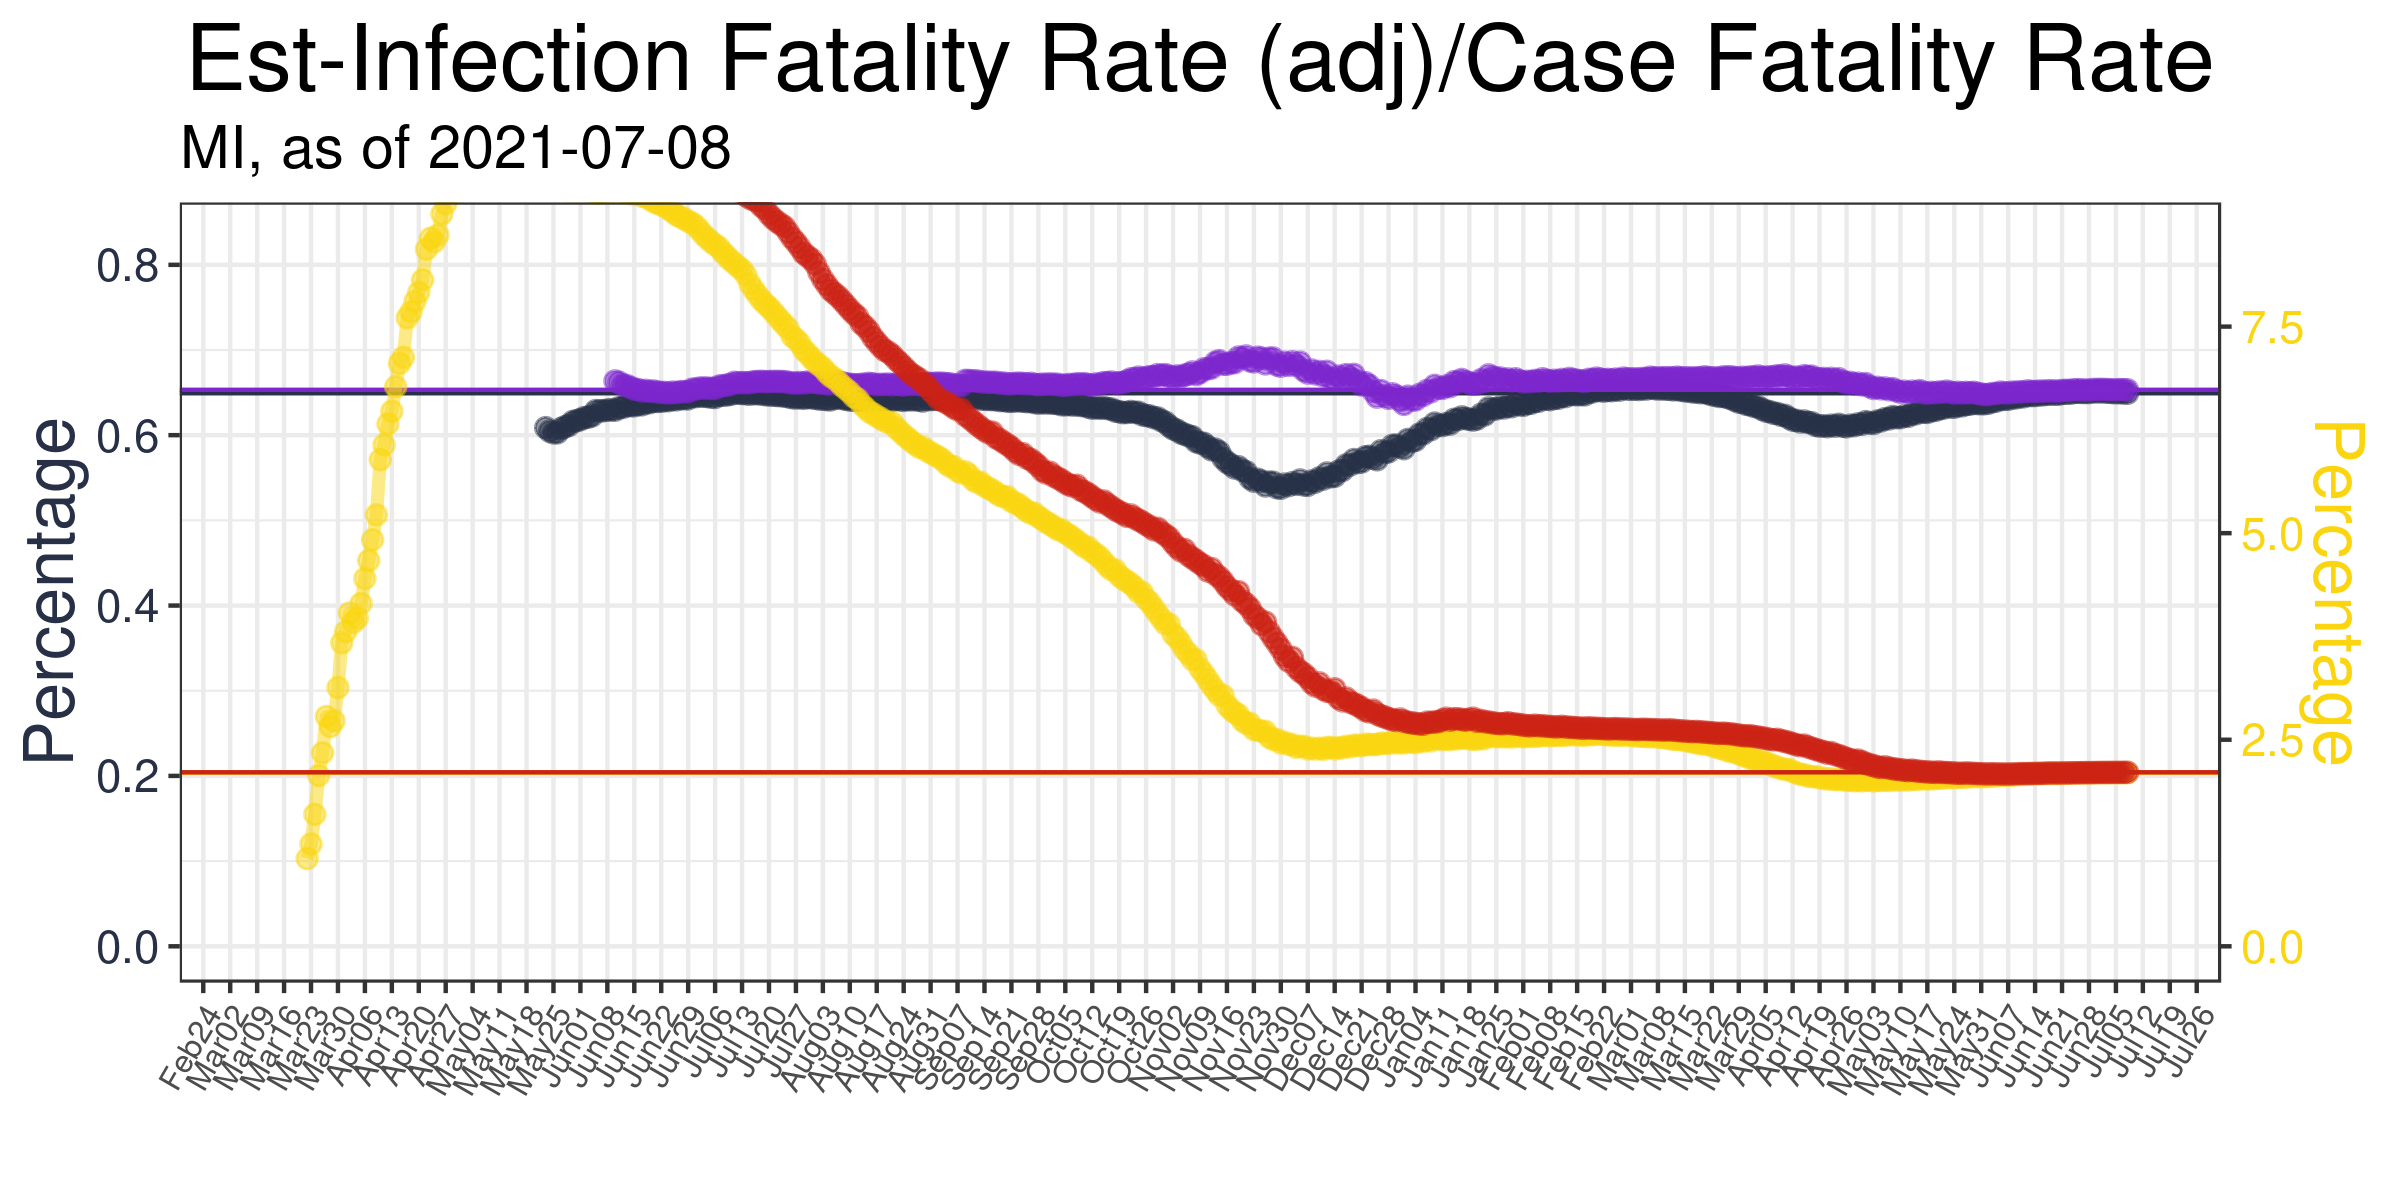 Est-Infection Fatality Rate (adj)/Case Fatality Rate
MI, as of 2021-07-08
Percentage
0.8
0.6
0.4
0.2
0.0
7.5
5.0
2.5
0.0
Percentage
Feb24
Mar02
Mar09
Mar16
Mar23
Mar30
Apr06
Apr13
Apr20
Apr27
May04
May11
May18
May25
Jun01
Jun08
Jun15
Jun22
Jun29
Jul06
Jul13
Jul20
Jul27
Aug03
Aug10
Aug17
Aug24
Aug31
Sep07
Sep14
Sep21
Sep28
Oct05
Oct12
Oct19
Oct26
Nov02
Nov09
Nov16
Nov23
Nov30
Dec07
Dec14
Dec21
Dec28
Jan04
Jan11
Jan18
Jan25
Feb01
Feb08
Feb15
Feb22
Mar01
Mar08
Mar15
Mar22
Mar29
Apr05
Apr12
Apr19
Apr26
May03
May10
May17
May24
May31
Jun07
Jun14
Jun21
Jun28
Jul05
Jul12
Jul19
Jul26